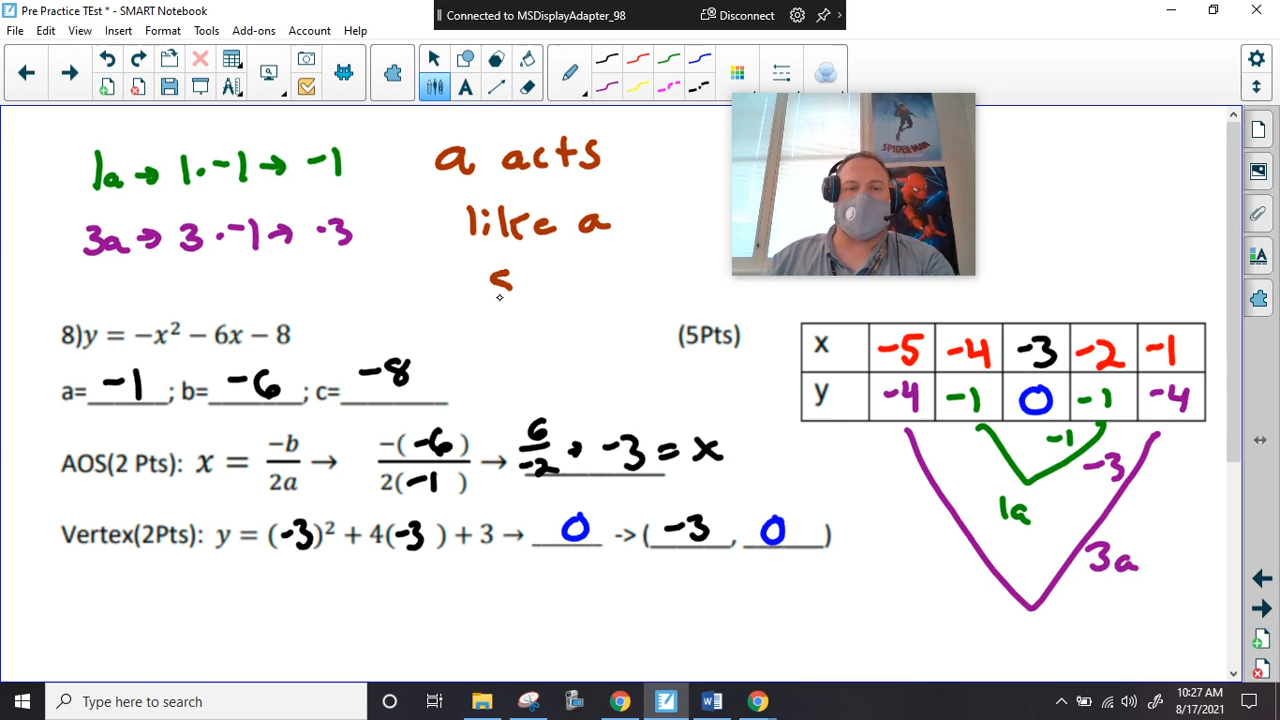 Pre Practice TEst * - SMART Notebook
Connected to MSDisplayAdapter_98
Disconnect
File Edit View Insert Format Tools Add-ons Account Help
1a → 1 · -1 → -1
a acts
SPIDER-MAN
3a → 3 · -1 → -3
like a
s
8)y = −x² − 6x − 8
(5Pts)
x -5 -4 -3 -2 -1
a= -1 ; b= -6 ; c= -8
y -4 -1 0 -1 -4
-1
AOS(2 Pts): x = −b/2a → −(-6)/2(-1) → 6/-2 → -3 = x
-3
1a
Vertex(2Pts): y = (-3)² + 4(-3) + 3 → 0 -> (-3, 0)
3a
Type here to search
10:27 AM
8/17/2021